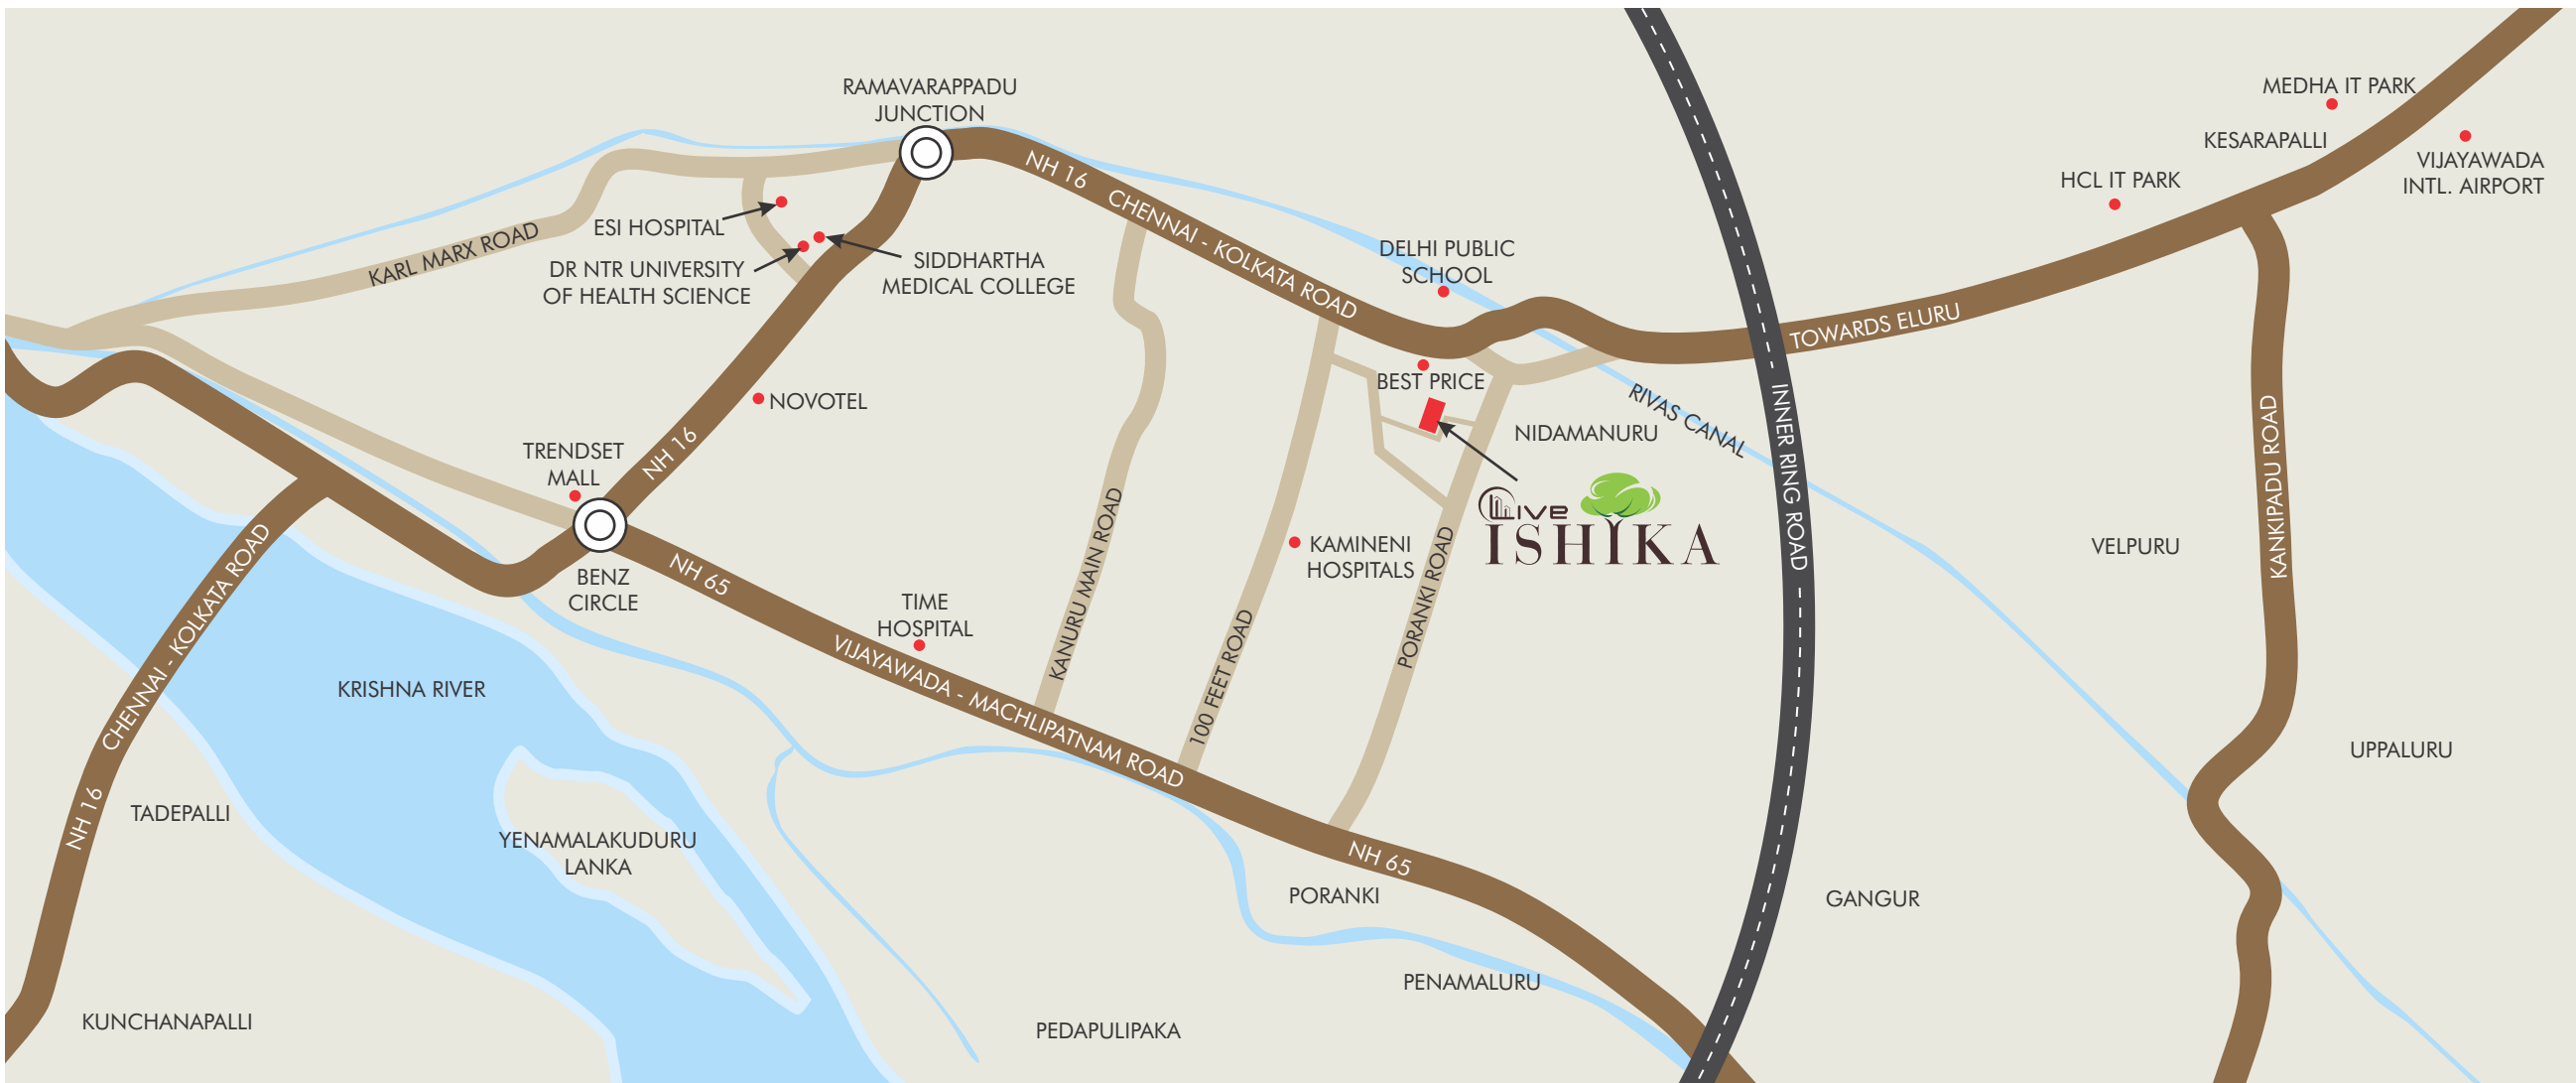 RAMAVARAPPADU
JUNCTION
MEDHA IT PARK
KESARAPALLI
VIJAYAWADA
INTL. AIRPORT
HCL IT PARK
NH 16
CHENNAI - KOLKATA ROAD
ESI HOSPITAL
KARL MARX ROAD
DR NTR UNIVERSITY
OF HEALTH SCIENCE
SIDDHARTHA
MEDICAL COLLEGE
DELHI PUBLIC
SCHOOL
TOWARDS ELURU
BEST PRICE
NOVOTEL
RIVAS CANAL
NIDAMANURU
INNER RING ROAD
KANKIPADU ROAD
TRENDSET
MALL
NH 16
Live
ISHIKA
KAMINENI
HOSPITALS
VELPURU
BENZ
CIRCLE
NH 65
TIME
HOSPITAL
KANURU MAIN ROAD
100 FEET ROAD
PORANKI ROAD
VIJAYAWADA - MACHLIPATNAM ROAD
CHENNAI - KOLKATA ROAD
NH 16
KRISHNA RIVER
UPPALURU
TADEPALLI
YENAMALAKUDURU
LANKA
NH 65
PORANKI
GANGUR
PENAMALURU
KUNCHANAPALLI
PEDAPULIPAKA